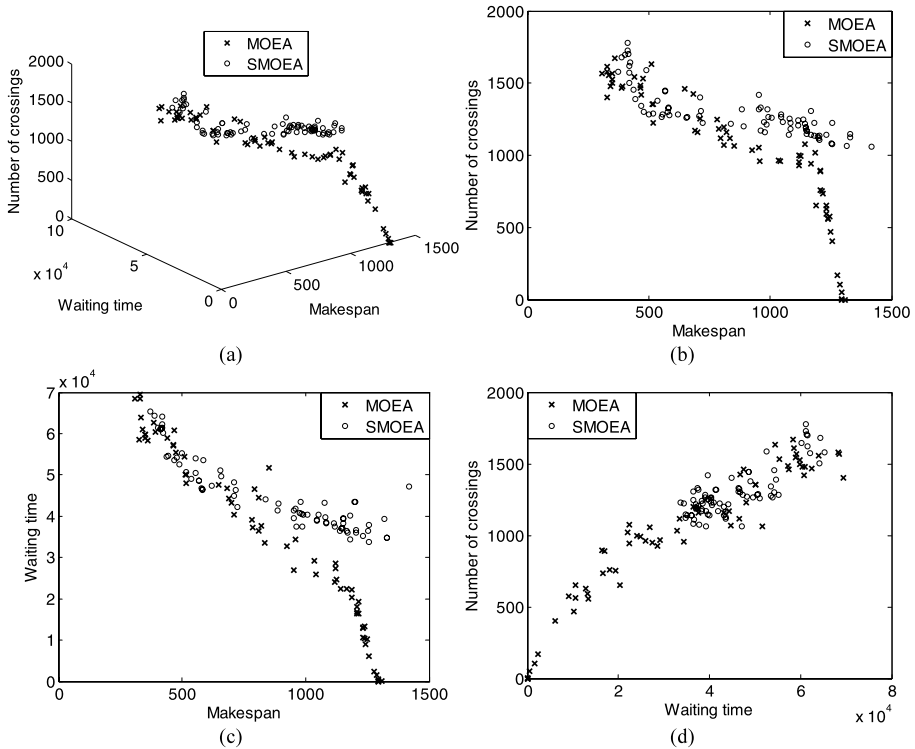 MOEA
SMOEA
Number of crossings
2000
1500
1000
500
0
10
5
0
x 10^4
Waiting time
0
500
1000
1500
Makespan
(a)
MOEA
SMOEA
Number of crossings
2000
1500
1000
500
0
0
500
1000
1500
Makespan
(b)
x 10^4
MOEA
SMOEA
Waiting time
7
6
5
4
3
2
1
0
0
500
1000
1500
Makespan
(c)
MOEA
SMOEA
Number of crossings
2000
1500
1000
500
0
0
2
4
6
8
Waiting time
x 10^4
(d)